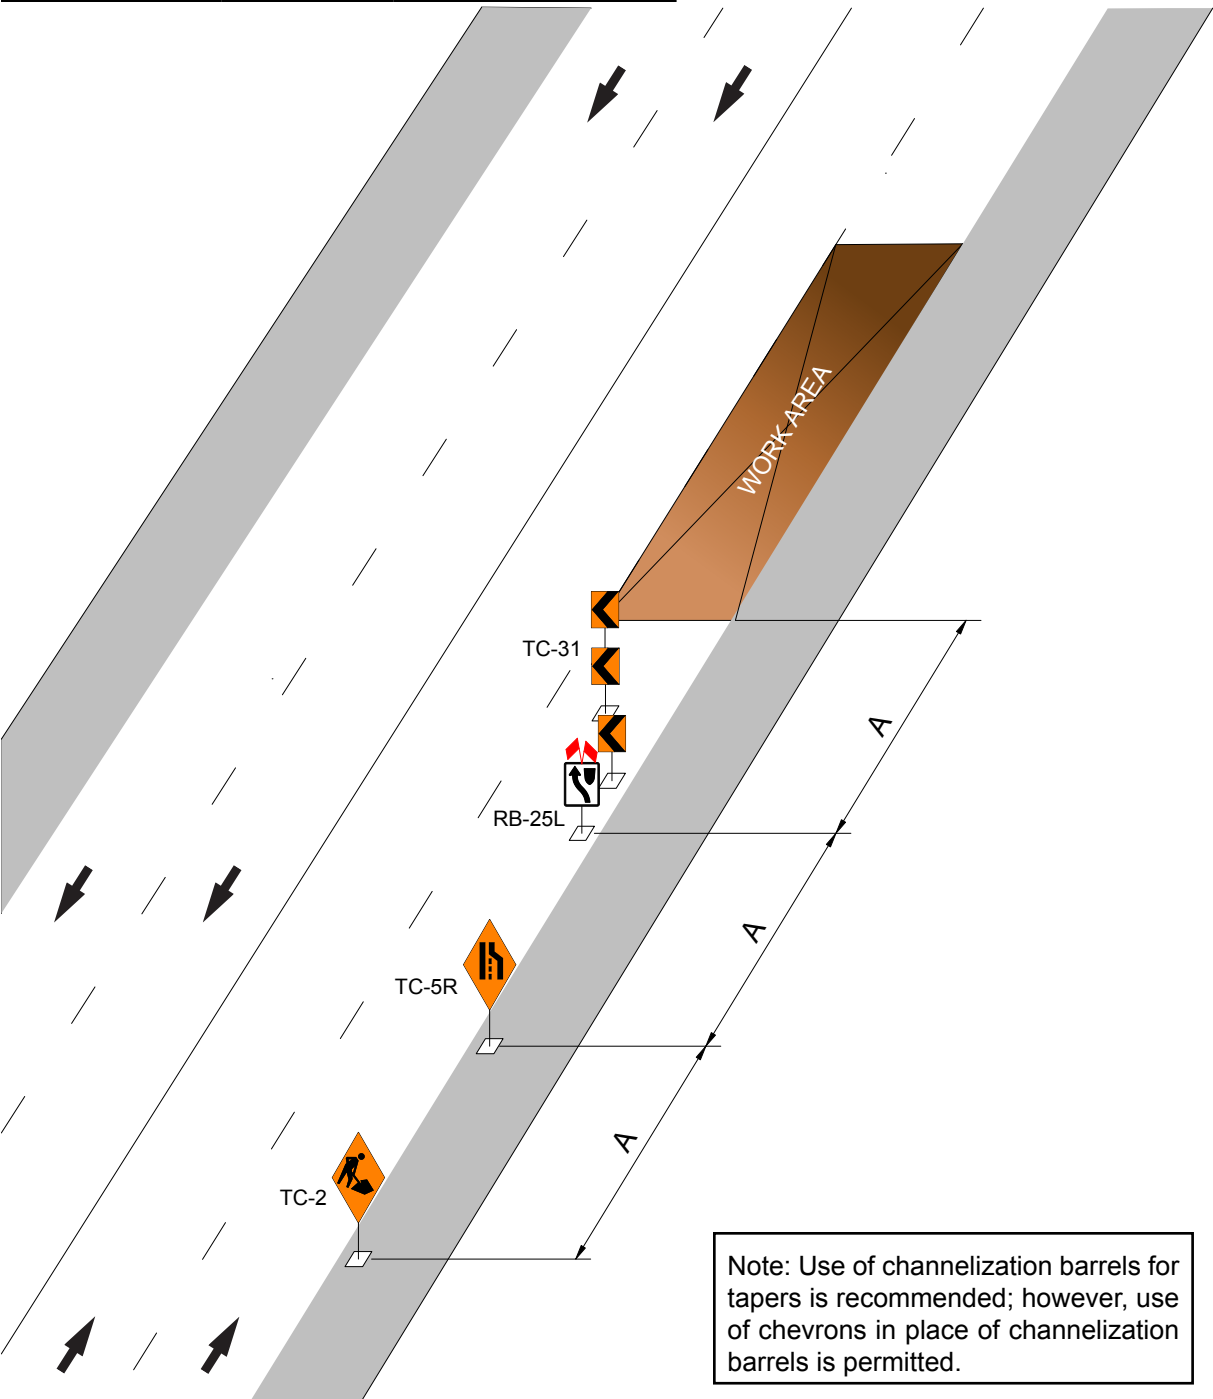 WORK AREA
TC-31
A
RB-25L
A
TC-5R
A
TC-2
Note: Use of channelization barrels for
tapers is recommended; however, use
of chevrons in place of channelization
barrels is permitted.